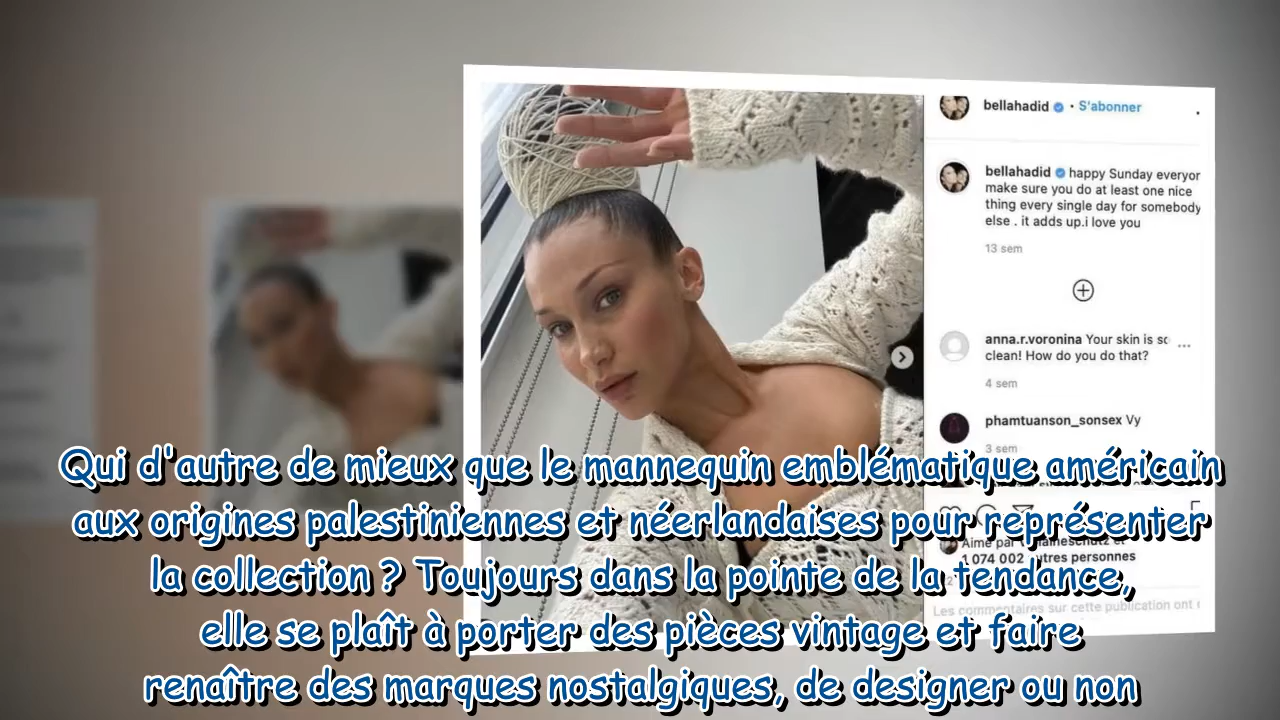 bellahadid • S'abonner
bellahadid happy Sunday everyor
make sure you do at least one nice
thing every single day for somebody
else . it adds up.i love you
13 sem
anna.r.voronina Your skin is so
clean! How do you do that?
4 sem
phamtuanson_sonsex Vy
3 sem
Aime par et
1 074 002 autres personnes
Les commentaires sur cette publication ont
Qui d'autre de mieux que le mannequin emblématique américain
aux origines palestiniennes et néerlandaises pour représenter
la collection ? Toujours dans la pointe de la tendance,
elle se plaît à porter des pièces vintage et faire
renaître des marques nostalgiques, de designer ou non